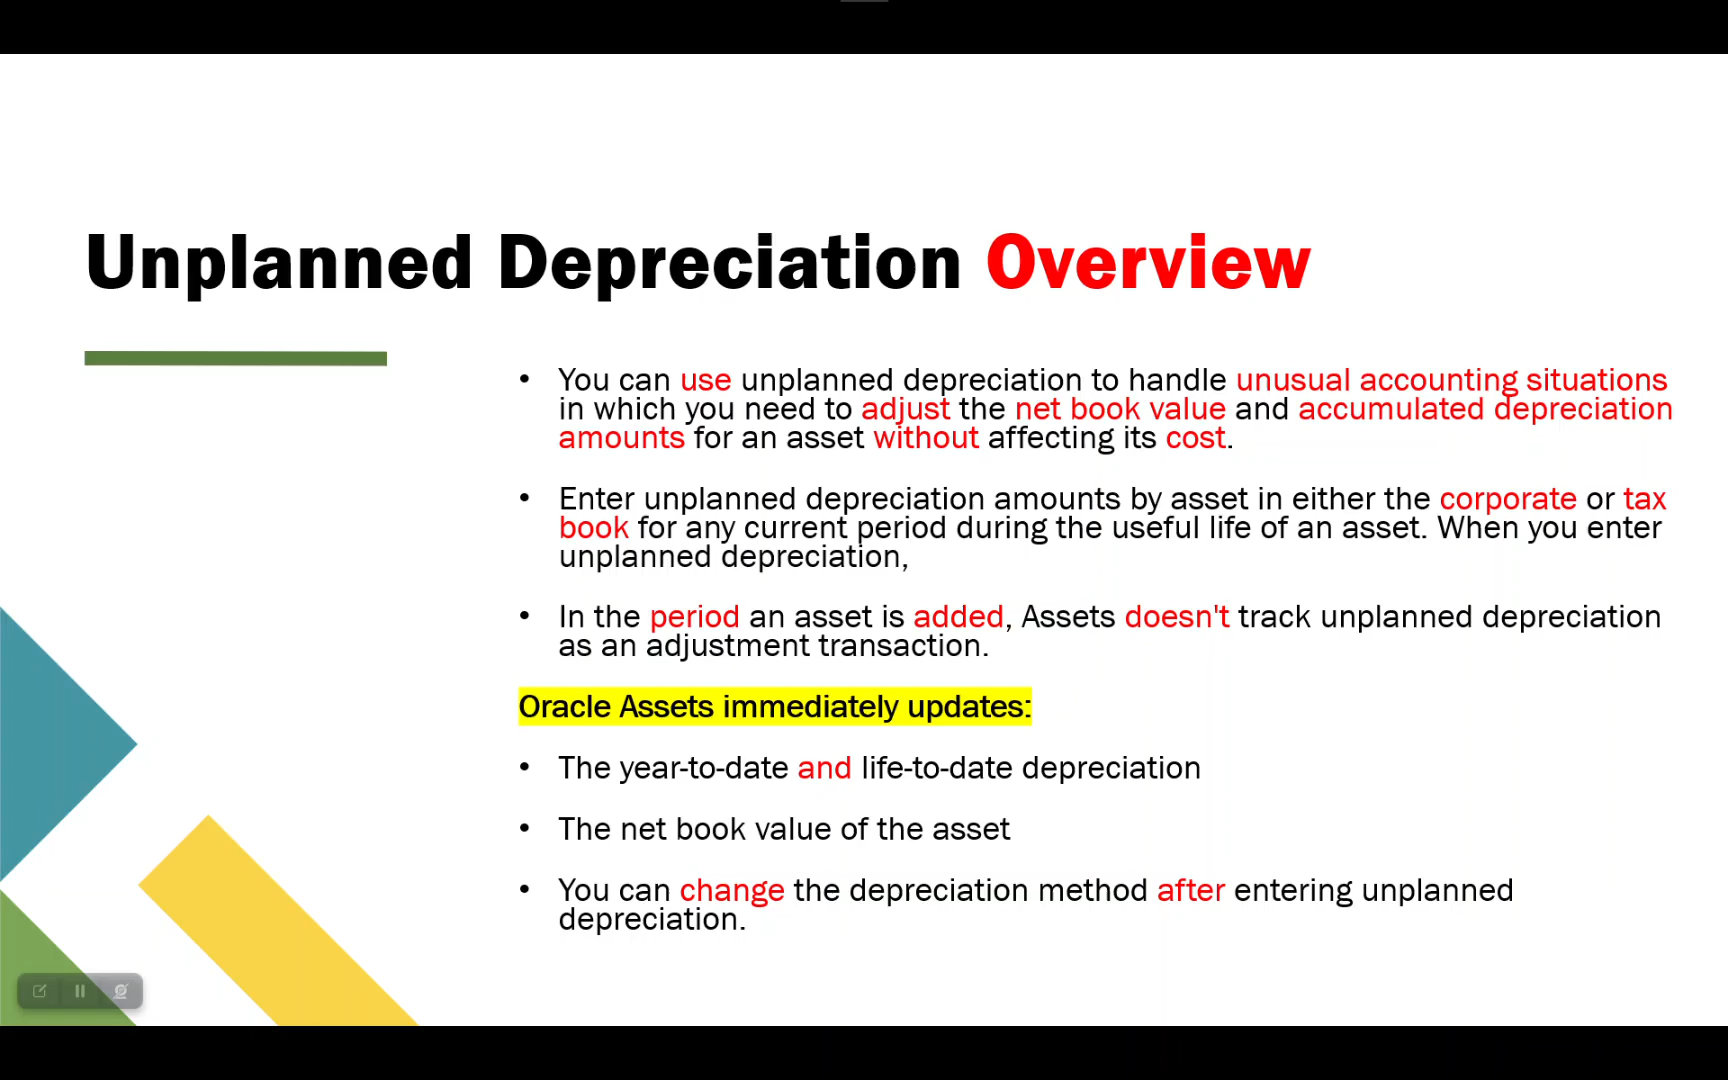 Unplanned Depreciation Overview
• You can use unplanned depreciation to handle unusual accounting situations
in which you need to adjust the net book value and accumulated depreciation
amounts for an asset without affecting its cost.
• Enter unplanned depreciation amounts by asset in either the corporate or tax
book for any current period during the useful life of an asset. When you enter
unplanned depreciation,
• In the period an asset is added, Assets doesn't track unplanned depreciation
as an adjustment transaction.
Oracle Assets immediately updates:
• The year-to-date and life-to-date depreciation
• The net book value of the asset
• You can change the depreciation method after entering unplanned
depreciation.